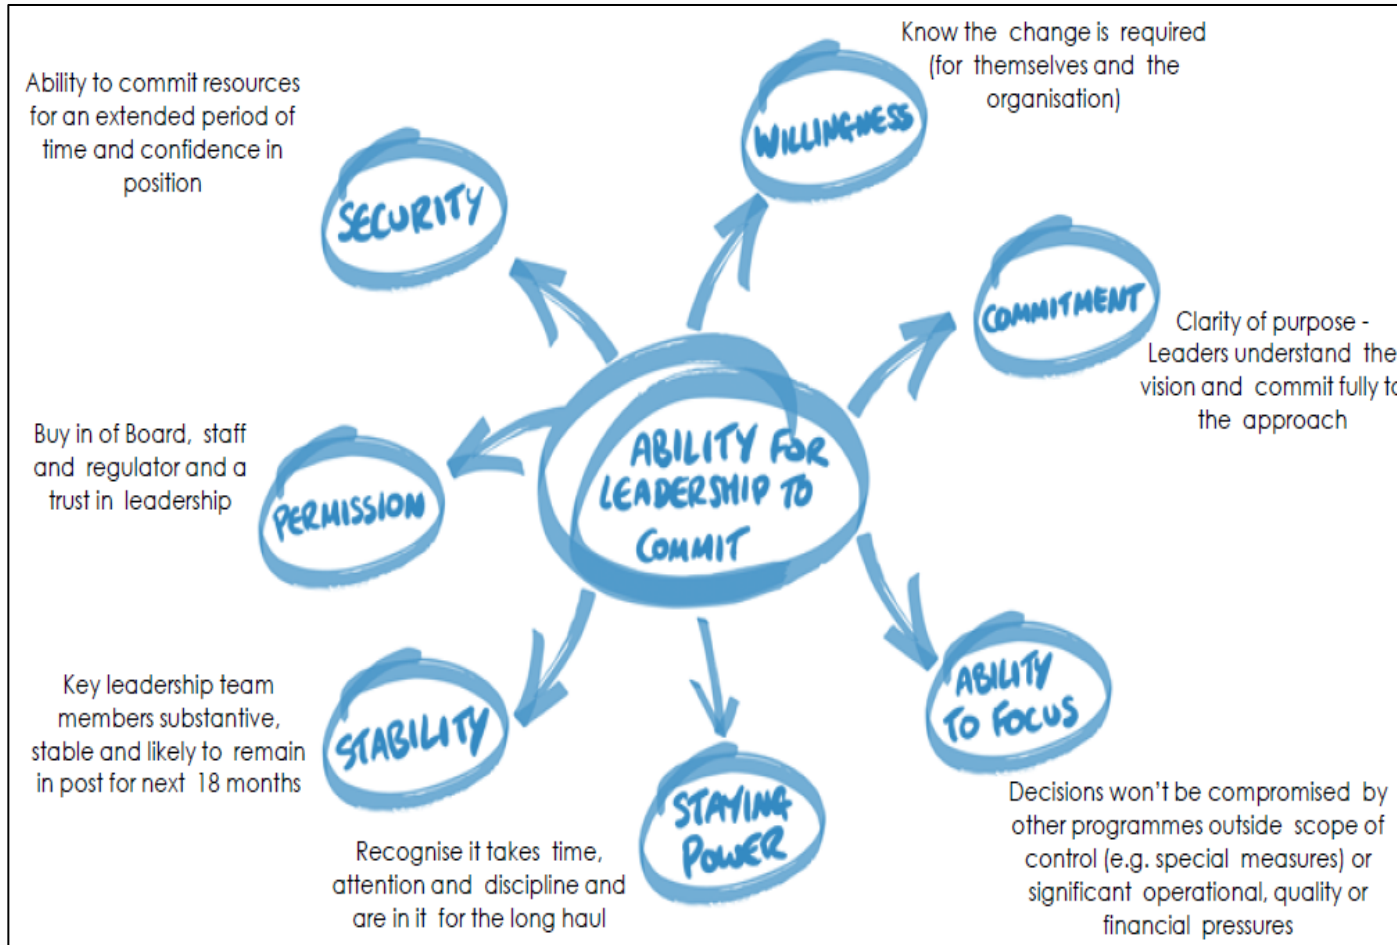 Know the change is required
(for themselves and the
organisation)
WILLINGNESS
Ability to commit resources
for an extended period of
time and confidence in
position
SECURITY
COMMITMENT
Clarity of purpose -
Leaders understand the
vision and commit fully to
the approach
ABILITY FOR
LEADERSHIP TO
COMMIT
Buy in of Board, staff
and regulator and a
trust in leadership
PERMISSION
ABILITY
TO FOCUS
Decisions won't be compromised by
other programmes outside scope of
control (e.g. special measures) or
significant operational, quality or
financial pressures
Key leadership team
members substantive,
stable and likely to remain
in post for next 18 months
STABILITY
STAYING
POWER
Recognise it takes time,
attention and discipline and
are in it for the long haul